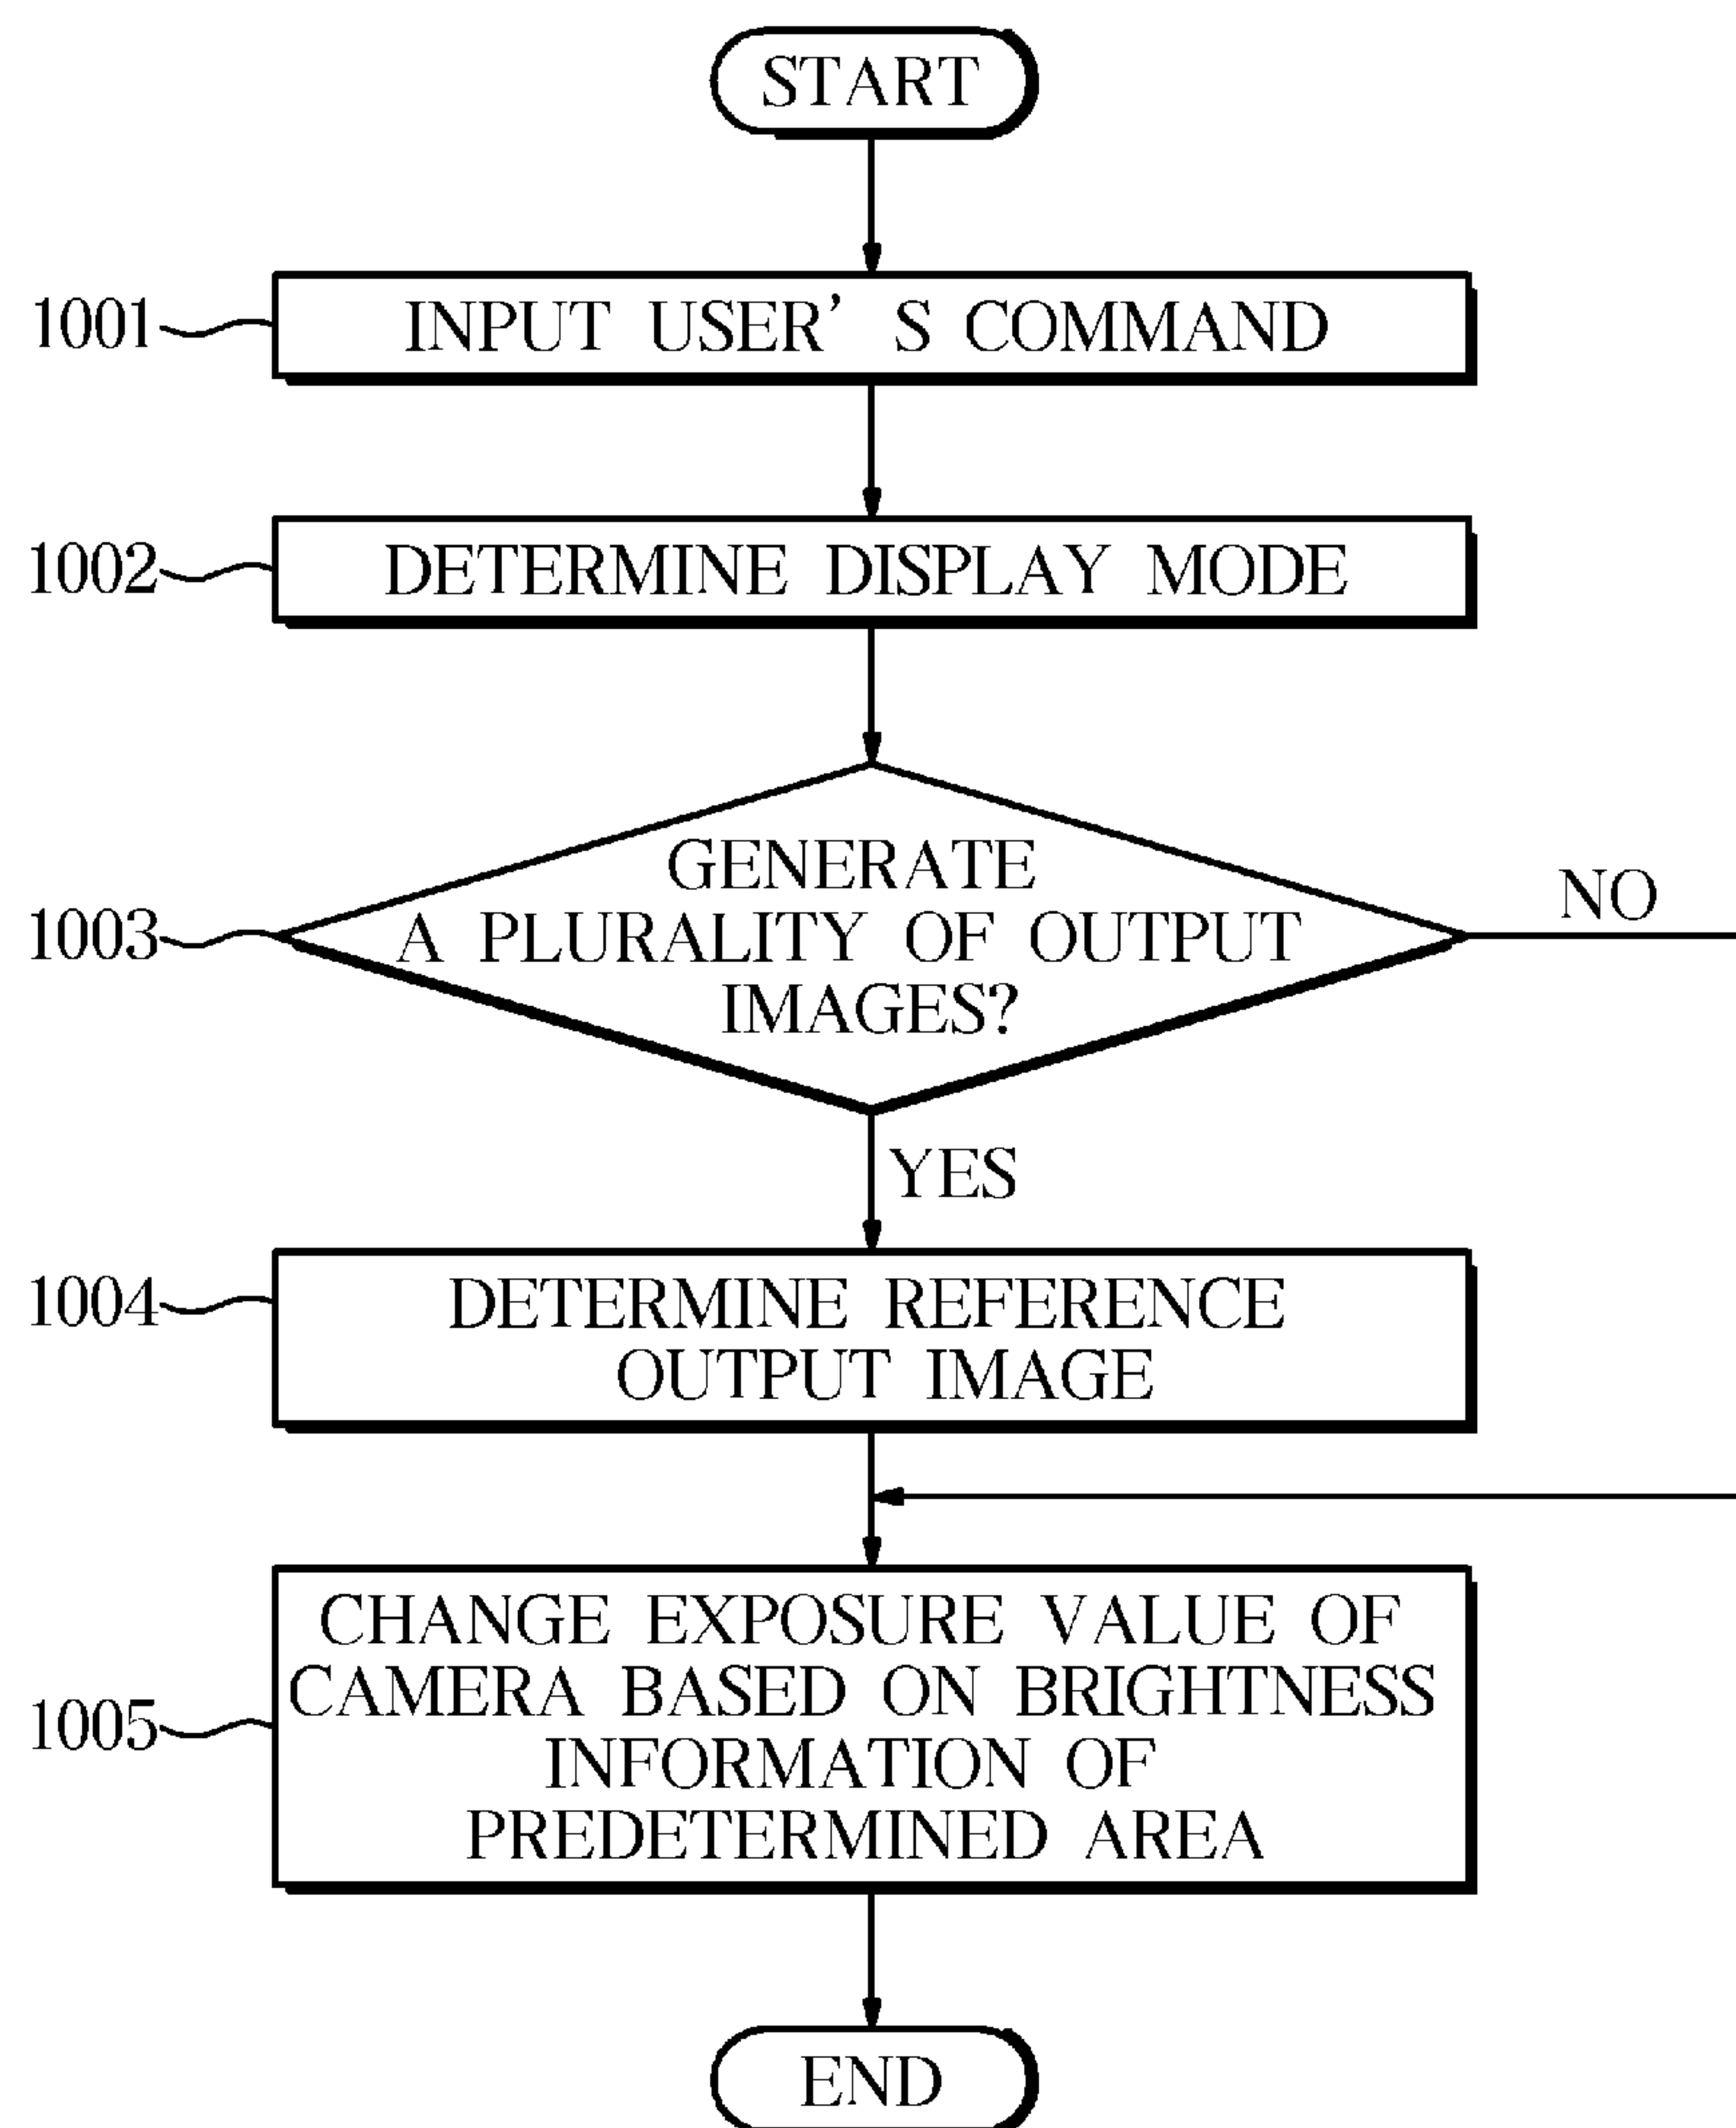 START
1001
INPUT USER' S COMMAND
1002
DETERMINE DISPLAY MODE
1003
GENERATE
A PLURALITY OF OUTPUT
IMAGES?
NO
YES
1004
DETERMINE REFERENCE
OUTPUT IMAGE
1005
CHANGE EXPOSURE VALUE OF
CAMERA BASED ON BRIGHTNESS
INFORMATION OF
PREDETERMINED AREA
END